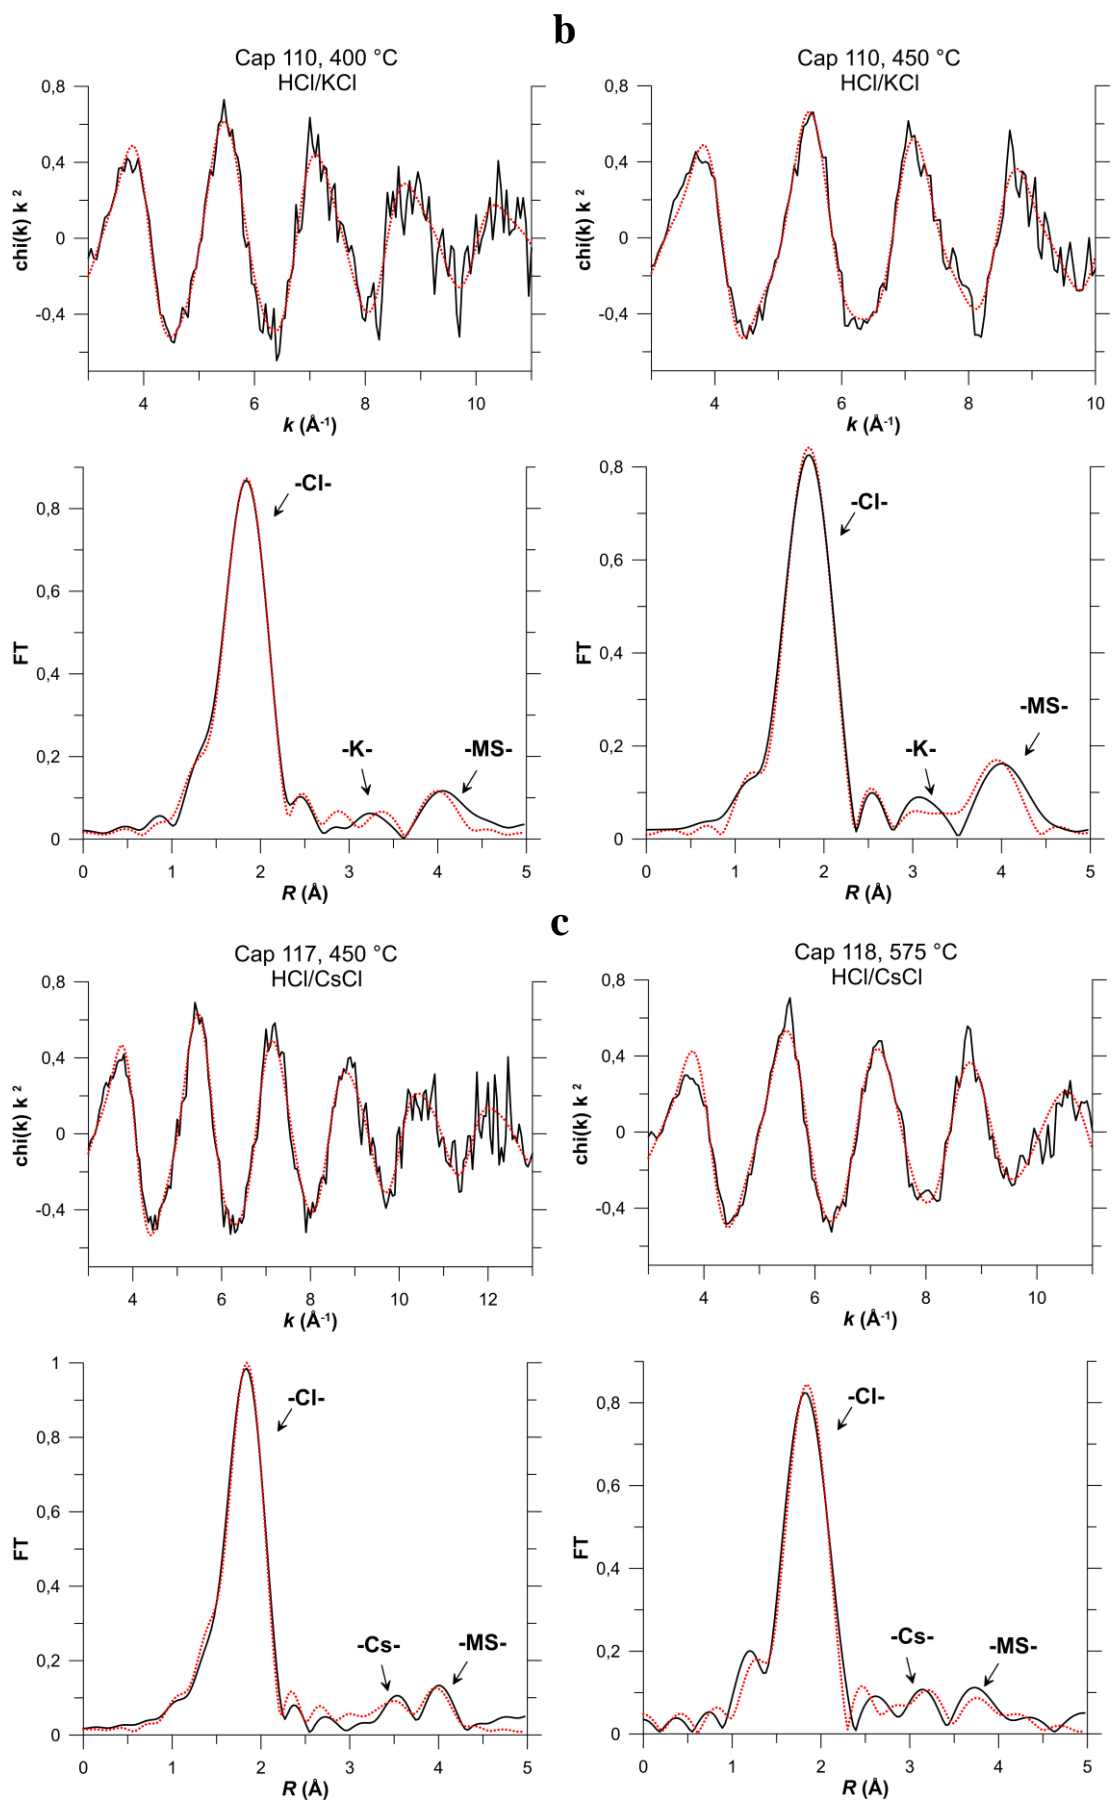 b
Cap 110, 400 °C
HCl/KCl
0,8
0,4
0
-0,4
chi(k) k ²
4 6 8 10
k (Å⁻¹)
Cap 110, 450 °C
HCl/KCl
0,8
0,4
0
-0,4
chi(k) k ²
4 6 8 10
k (Å⁻¹)
-Cl-
-K-
-MS-
0,8
0,6
0,4
0,2
0
FT
0 1 2 3 4 5
R (Å)
-Cl-
-K-
-MS-
0,8
0,6
0,4
0,2
0
FT
0 1 2 3 4 5
R (Å)
c
Cap 117, 450 °C
HCl/CsCl
0,8
0,4
0
-0,4
chi(k) k ²
4 6 8 10 12
k (Å⁻¹)
Cap 118, 575 °C
HCl/CsCl
0,8
0,4
0
-0,4
chi(k) k ²
4 6 8 10
k (Å⁻¹)
-Cl-
-Cs-
-MS-
1
0,8
0,6
0,4
0,2
0
FT
0 1 2 3 4 5
R (Å)
-Cl-
-Cs-
-MS-
0,8
0,6
0,4
0,2
0
FT
0 1 2 3 4 5
R (Å)